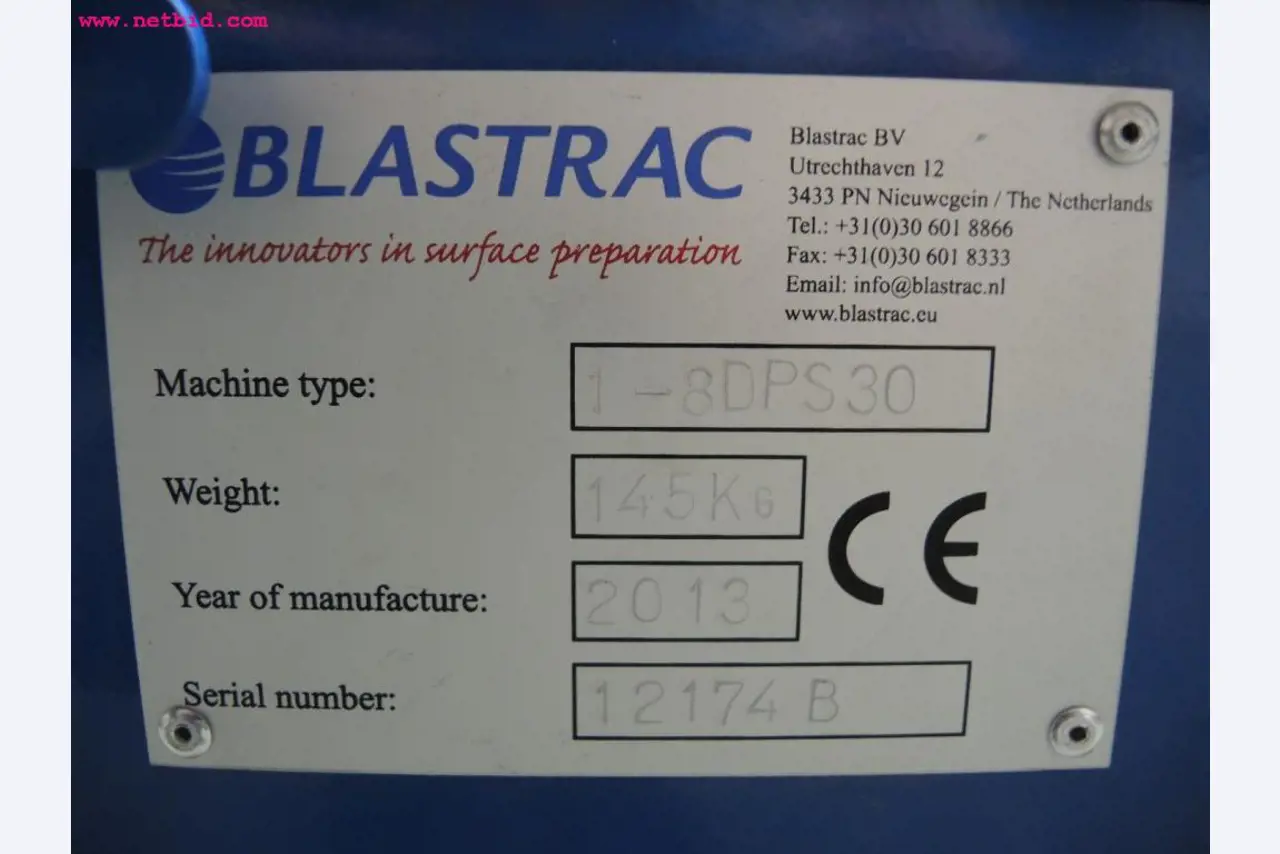 www.netbid.com
BLASTRAC
The innovators in surface preparation
Blastrac BV
Utrechthaven 12
3433 PN Nieuwegein / The Netherlands
Tel.: +31(0)30 601 8866
Fax: +31(0)30 601 8333
Email: info@blastrac.nl
www.blastrac.eu
Machine type: 1-8DPS30
Weight: 145KG
CE
Year of manufacture: 2013
Serial number: 12174 B